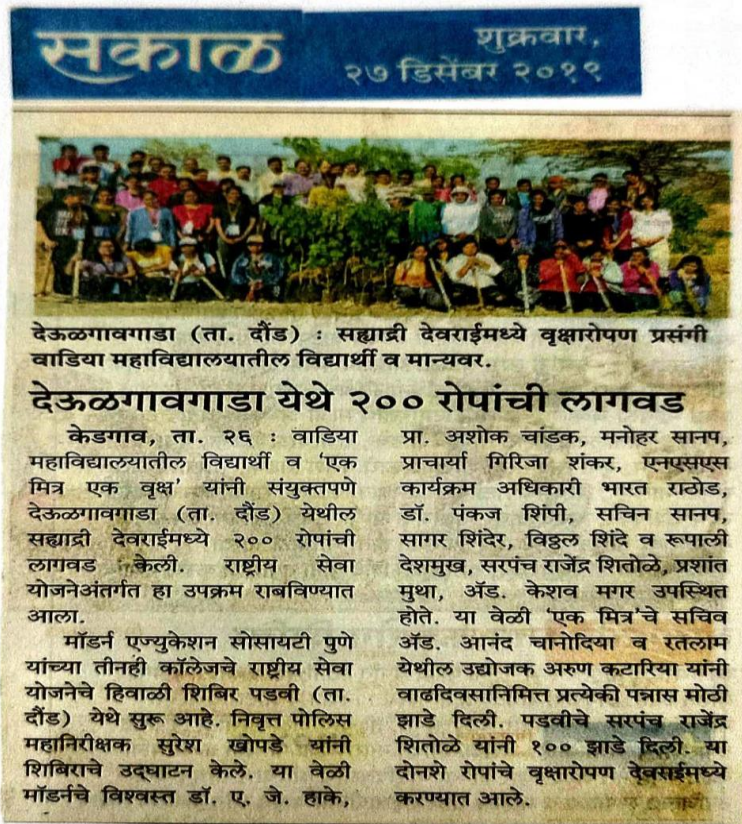 सकाळ
शुक्रवार,
२७ डिसेंबर २०१९
देऊळगावगाडा (ता. दौंड) : सह्याद्री देवराईमध्ये वृक्षारोपण प्रसंगी
वाडिया महाविद्यालयातील विद्यार्थी व मान्यवर.
देऊळगावगाडा येथे २०० रोपांची लागवड
केडगाव, ता. २६ : वाडिया
महाविद्यालयातील विद्यार्थी व 'एक
मित्र एक वृक्ष' यांनी संयुक्तपणे
देऊळगावगाडा (ता. दौंड) येथील
सह्याद्री देवराईमध्ये २०० रोपांची
लागवड केली. राष्ट्रीय सेवा
योजनेअंतर्गत हा उपक्रम राबविण्यात
आला.
मॉडर्न एज्युकेशन सोसायटी पुणे
यांच्या तीनही कॉलेजचे राष्ट्रीय सेवा
योजनेचे हिवाळी शिबिर पडवी (ता.
दौंड) येथे सुरू आहे. निवृत्त पोलिस
महानिरीक्षक सुरेश खोपडे यांनी
शिबिराचे उद्‌घाटन केले. या वेळी
मॉडर्नचे विश्वस्त डॉ. ए. जे. हाके,
प्रा. अशोक चांडक, मनोहर सानप,
प्राचार्या गिरिजा शंकर, एनएसएस
कार्यक्रम अधिकारी भारत राठोड,
डॉ. पंकज शिंपी, सचिन सानप,
सागर शिंदेर, विठ्ठल शिंदे व रूपाली
देशमुख, सरपंच राजेंद्र शितोळे, प्रशांत
मुथा, ॲड. केशव मगर उपस्थित
होते. या वेळी 'एक मित्र'चे सचिव
ॲड. आनंद चानोदिया व रतलाम
येथील उद्योजक अरुण कटारिया यांनी
वाढदिवसानिमित्त प्रत्येकी पन्नास मोठी
झाडे दिली. पडवीचे सरपंच राजेंद्र
शितोळे यांनी १०० झाडे दिली. या
दोनशे रोपांचे वृक्षारोपण देवराईमध्ये
करण्यात आले.